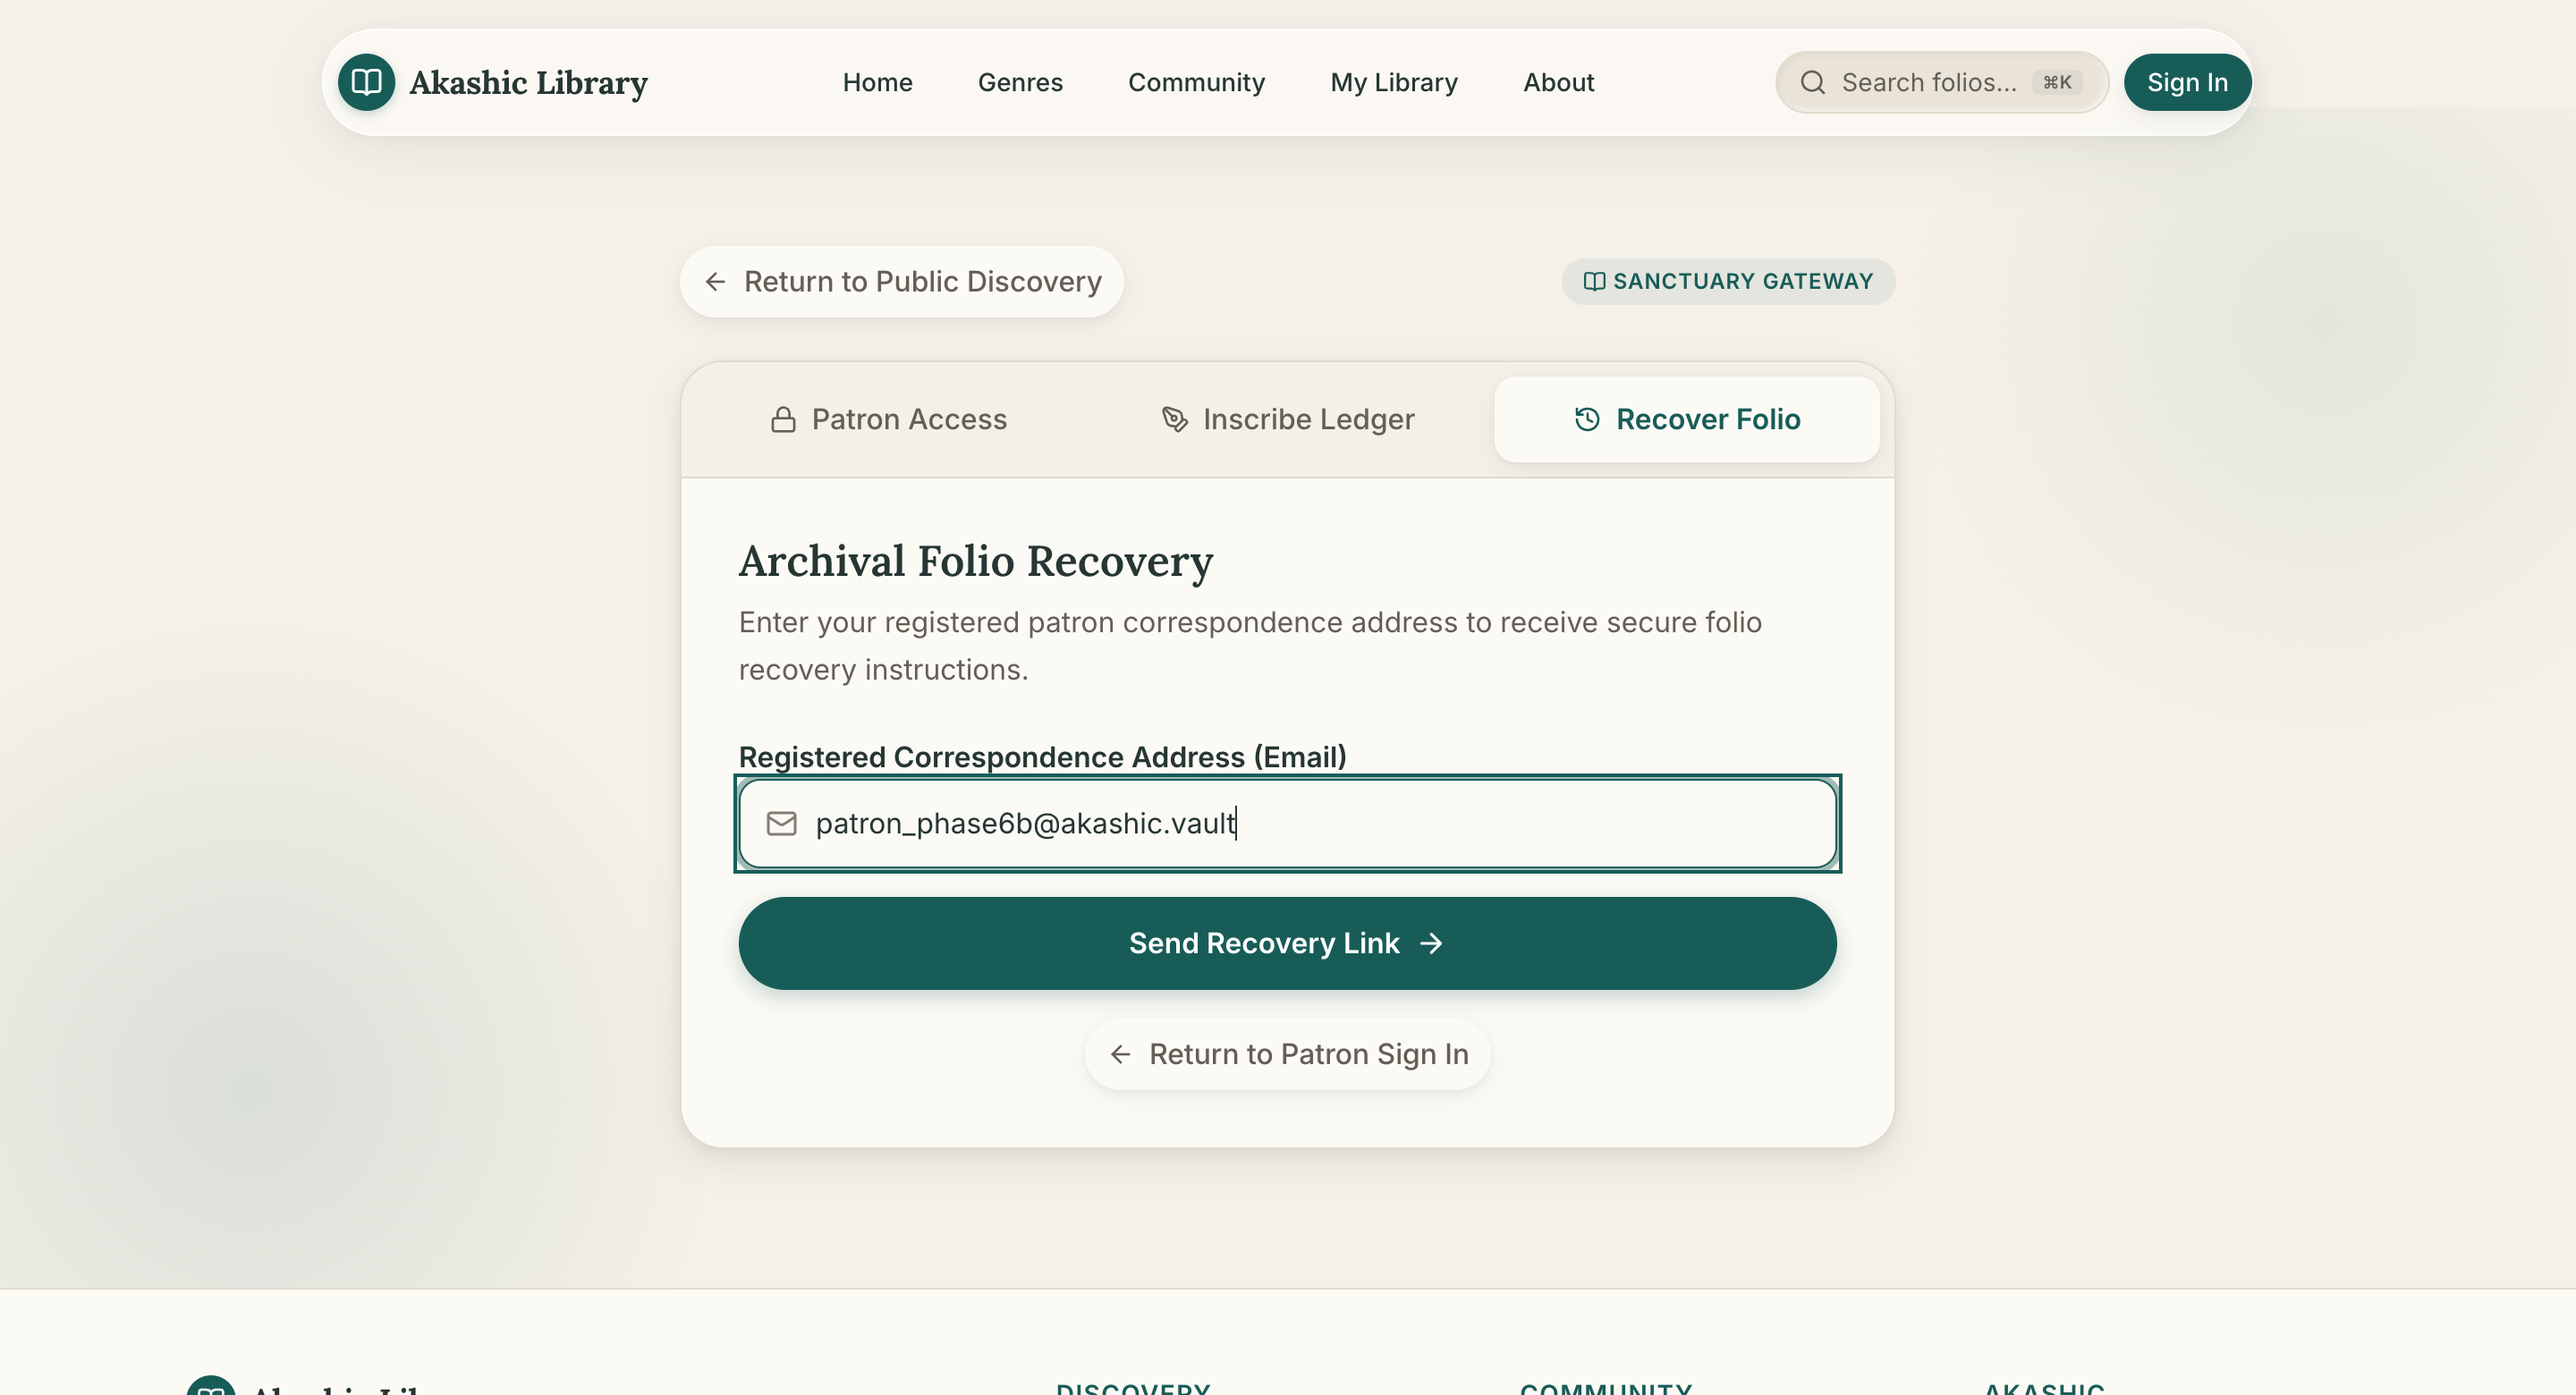 Akashic Library
Home
Genres
Community
My Library
About
Search folios...
⌘K
Sign In
Return to Public Discovery
SANCTUARY GATEWAY
Patron Access
Inscribe Ledger
Recover Folio
Archival Folio Recovery
Enter your registered patron correspondence address to receive secure folio
recovery instructions.
Registered Correspondence Address (Email)
patron_phase6b@akashic.vault
Send Recovery Link
Return to Patron Sign In
DISCOVERY
COMMUNITY
AKASHIC